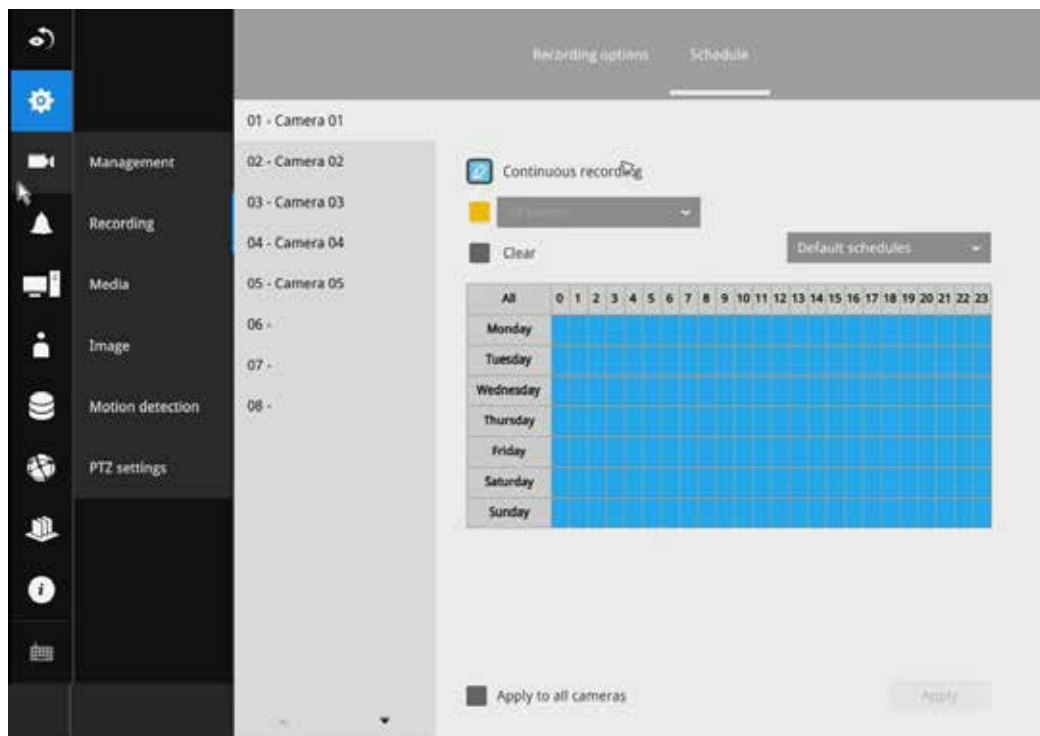 Recording options Schedule
01 - Camera 01
Management
02 - Camera 02
Continuous recording
03 - Camera 03
Recording
04 - Camera 04
Clear
Default schedules
Media
05 - Camera 05
All 0 1 2 3 4 5 6 7 8 9 10 11 12 13 14 15 16 17 18 19 20 21 22 23
06 -
Monday
Image
Tuesday
07 -
Wednesday
Motion detection
08 -
Thursday
Friday
PTZ settings
Saturday
Sunday
Apply to all cameras
Apply